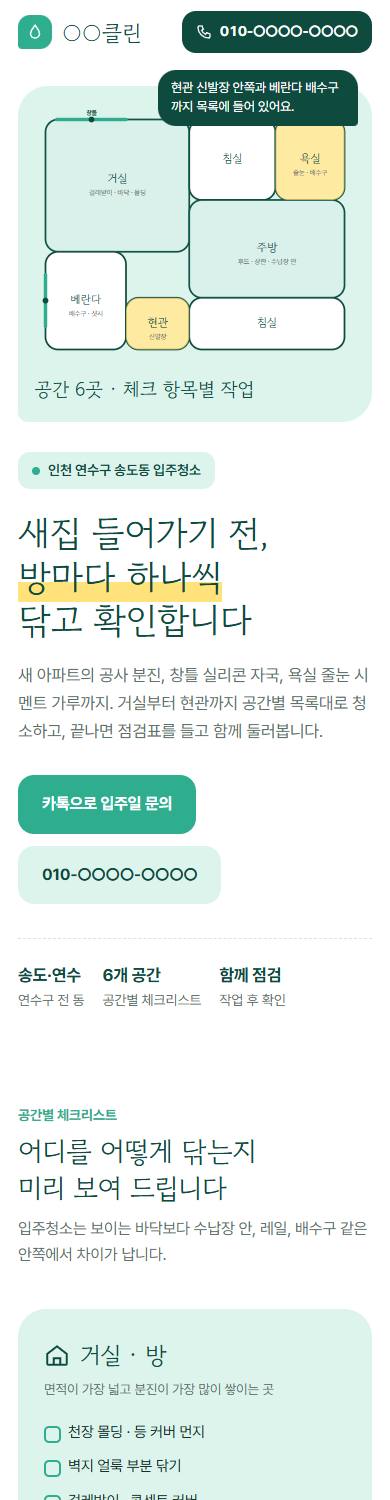 ○○클린
010-○○○○-○○○○
현관 신발장 안쪽과 베란다 배수구
까지 목록에 들어 있어요.
창틀
거실
걸레받이 · 바닥 · 몰딩
침실
욕실
줄눈 · 배수구
주방
후드 · 상판 · 수납장 안
베란다
배수구 · 샷시
현관
신발장
침실
공간 6곳 · 체크 항목별 작업
인천 연수구 송도동 입주청소
새집 들어가기 전,
방마다 하나씩
닦고 확인합니다
새 아파트의 공사 분진, 창틀 실리콘 자국, 욕실 줄눈 시
멘트 가루까지. 거실부터 현관까지 공간별 목록대로 청
소하고, 끝나면 점검표를 들고 함께 둘러봅니다.
카톡으로 입주일 문의
010-○○○○-○○○○
송도·연수
연수구 전 동
6개 공간
공간별 체크리스트
함께 점검
작업 후 확인
공간별 체크리스트
어디를 어떻게 닦는지
미리 보여 드립니다
입주청소는 보이는 바닥보다 수납장 안, 레일, 배수구 같은
안쪽에서 차이가 납니다.
거실 · 방
면적이 가장 넓고 분진이 가장 많이 쌓이는 곳
천장 몰딩 · 등 커버 먼지
벽지 얼룩 부분 닦기
걸레받이 · 콘센트 커버